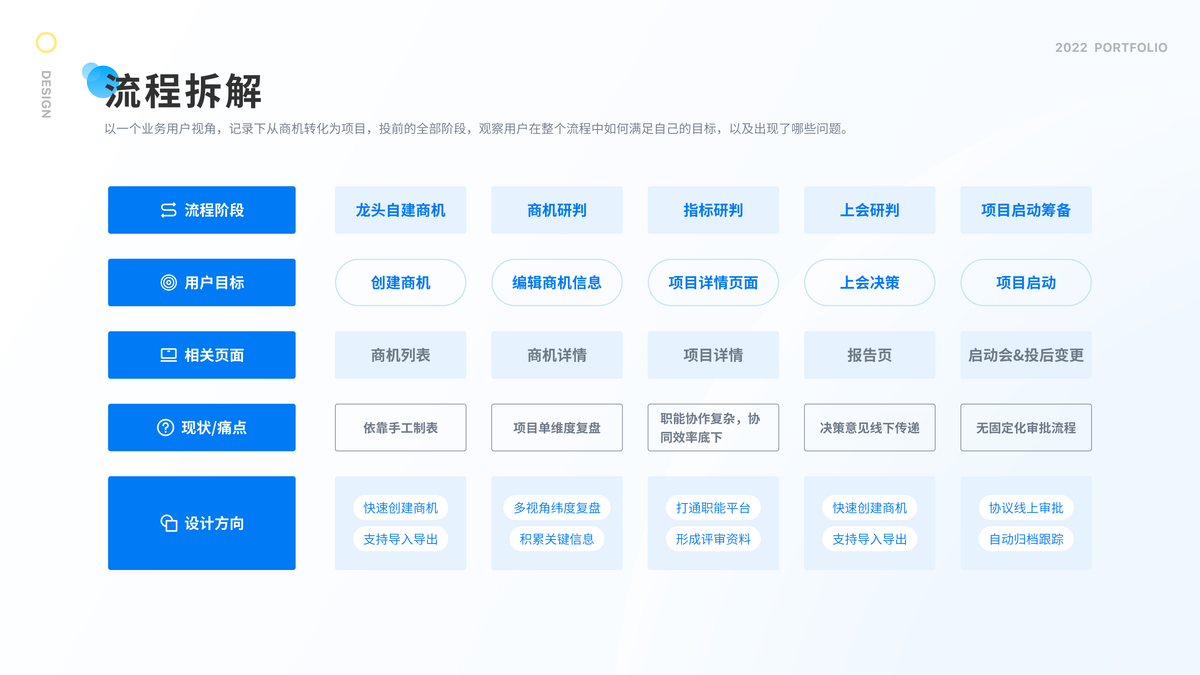 2022 PORTFOLIO
DESIGN
流程拆解
以一个业务用户视角，记录下从商机转化为项目，投前的全部阶段，观察用户在整个流程中如何满足自己的目标，以及出现了哪些问题。
流程阶段
龙头自建商机
商机研判
指标研判
上会研判
项目启动筹备
用户目标
创建商机
编辑商机信息
项目详情页面
上会决策
项目启动
相关页面
商机列表
商机详情
项目详情
报告页
启动会&投后变更
现状/痛点
依靠手工制表
项目单维度复盘
职能协作复杂，协
同效率底下
决策意见线下传递
无固定化审批流程
设计方向
快速创建商机
支持导入导出
多视角纬度复盘
积累关键信息
打通职能平台
形成评审资料
快速创建商机
支持导入导出
协议线上审批
自动归档跟踪